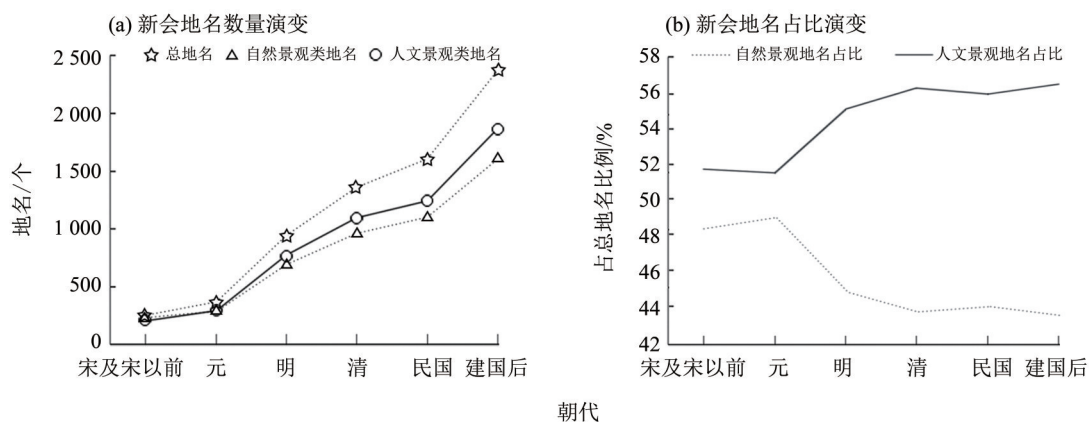 (a) 新会地名数量演变
☆ 总地名 △ 自然景观类地名 ○ 人文景观类地名
地名/个
2 500
2 000
1 500
1 000
500
0
宋及宋以前 元 明 清 民国 建国后
(b) 新会地名占比演变
自然景观地名占比 人文景观地名占比
占总地名比例/%
58
56
54
52
50
48
46
44
42
宋及宋以前 元 明 清 民国 建国后
朝代